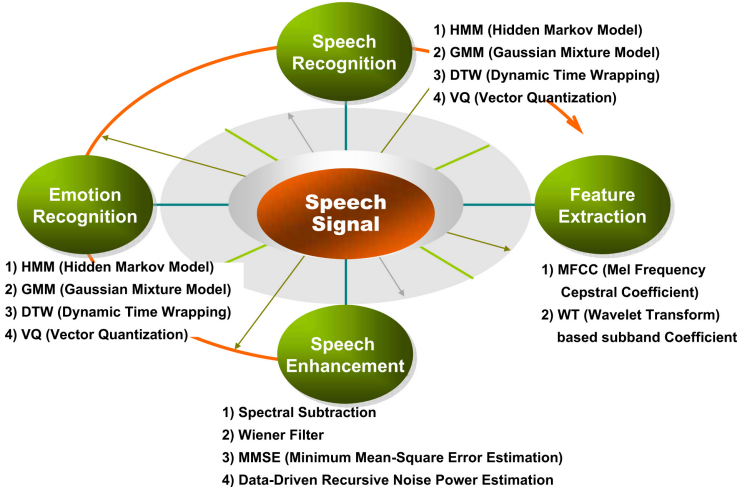 Speech
Recognition
1) HMM (Hidden Markov Model)
2) GMM (Gaussian Mixture Model)
3) DTW (Dynamic Time Wrapping)
4) VQ (Vector Quantization)
Emotion
Recognition
Speech
Signal
Feature
Extraction
1) HMM (Hidden Markov Model)
2) GMM (Gaussian Mixture Model)
3) DTW (Dynamic Time Wrapping)
4) VQ (Vector Quantization)
1) MFCC (Mel Frequency
Cepstral Coefficient)
2) WT (Wavelet Transform)
based subband Coefficient
Speech
Enhancement
1) Spectral Subtraction
2) Wiener Filter
3) MMSE (Minimum Mean-Square Error Estimation)
4) Data-Driven Recursive Noise Power Estimation